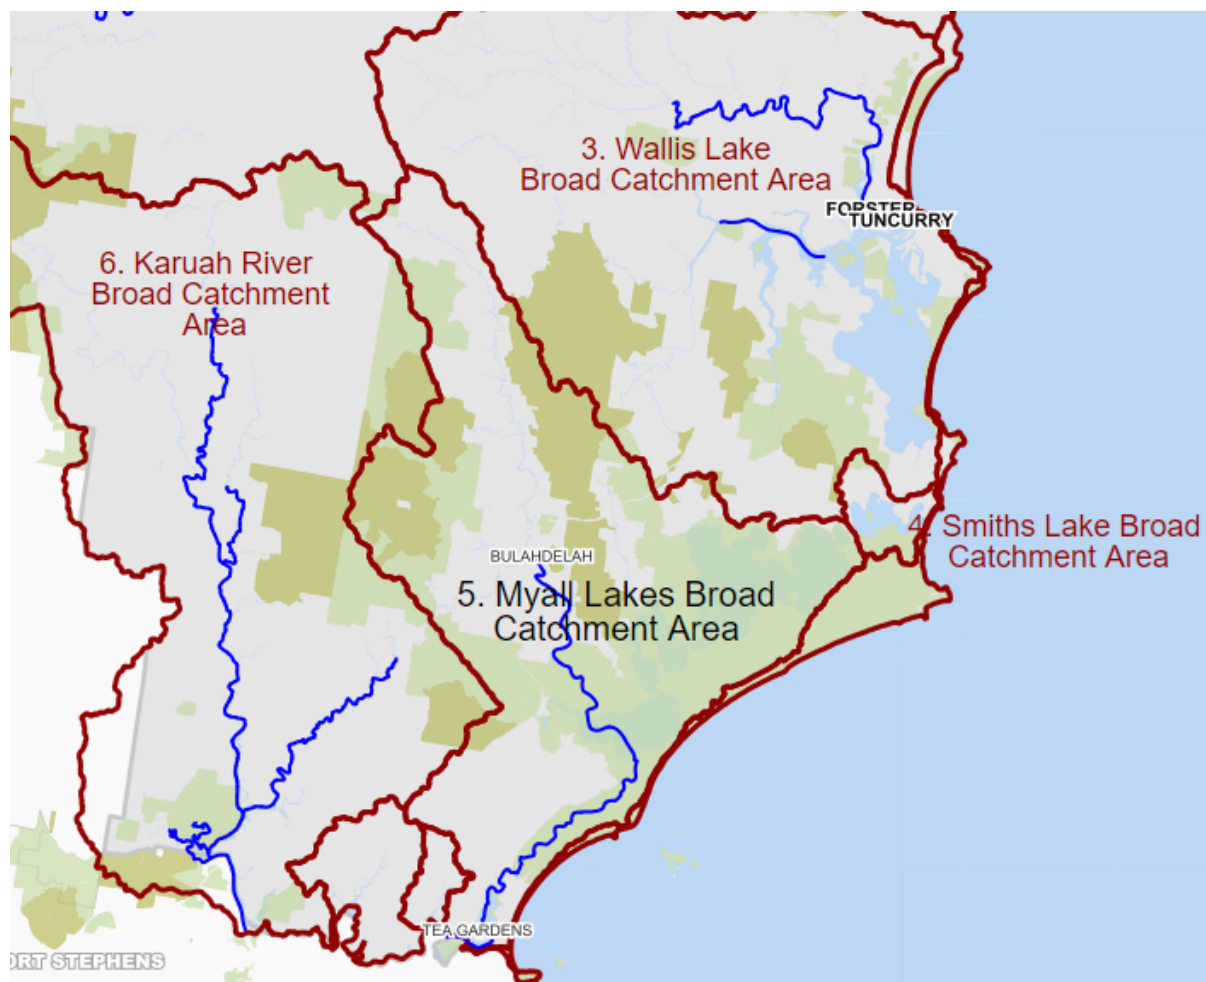 3. Wallis Lake
Broad Catchment Area
FORSTER
TUNCURRY
6. Karuah River
Broad Catchment
Area
4. Smiths Lake Broad
Catchment Area
BULAHDELAH
5. Myall Lakes Broad
Catchment Area
TEA GARDENS
ORT STEPHENS